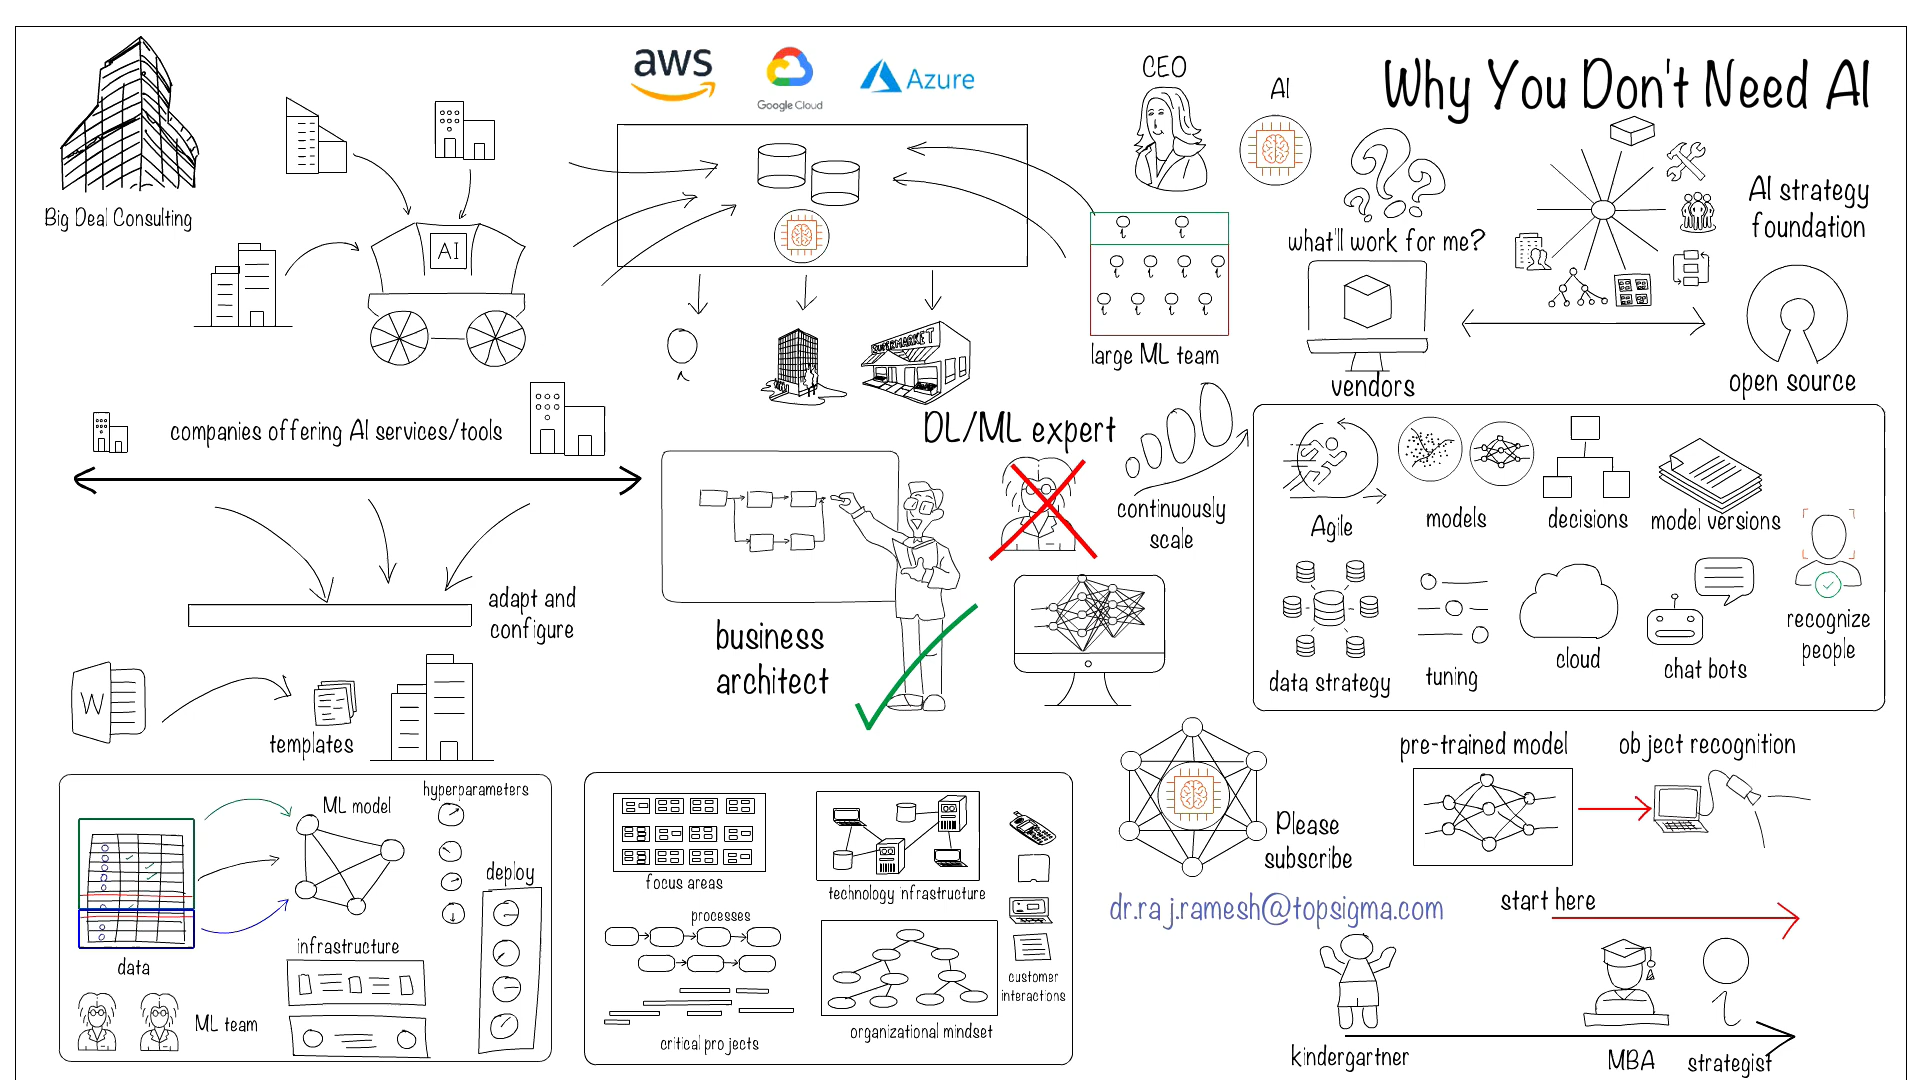 Why You Don't Need AI
aws
Google Cloud
Azure
CEO
AI
Big Deal Consulting
AI
what'll work for me?
AI strategy
foundation
SUPERMARKET
large ML team
vendors
open source
companies offering AI services/tools
DL/ML expert
continuously
scale
Agile
models
decisions
model versions
recognize
people
data strategy
tuning
cloud
chat bots
adapt and
configure
business
architect
W
templates
ML model
hyperparameters
deploy
data
infrastructure
ML team
focus areas
technology infrastructure
processes
customer
interactions
critical projects
organizational mindset
pre-trained model
object recognition
Please
subscribe
dr.raj.ramesh@topsigma.com
start here
kindergartner
MBA
strategist